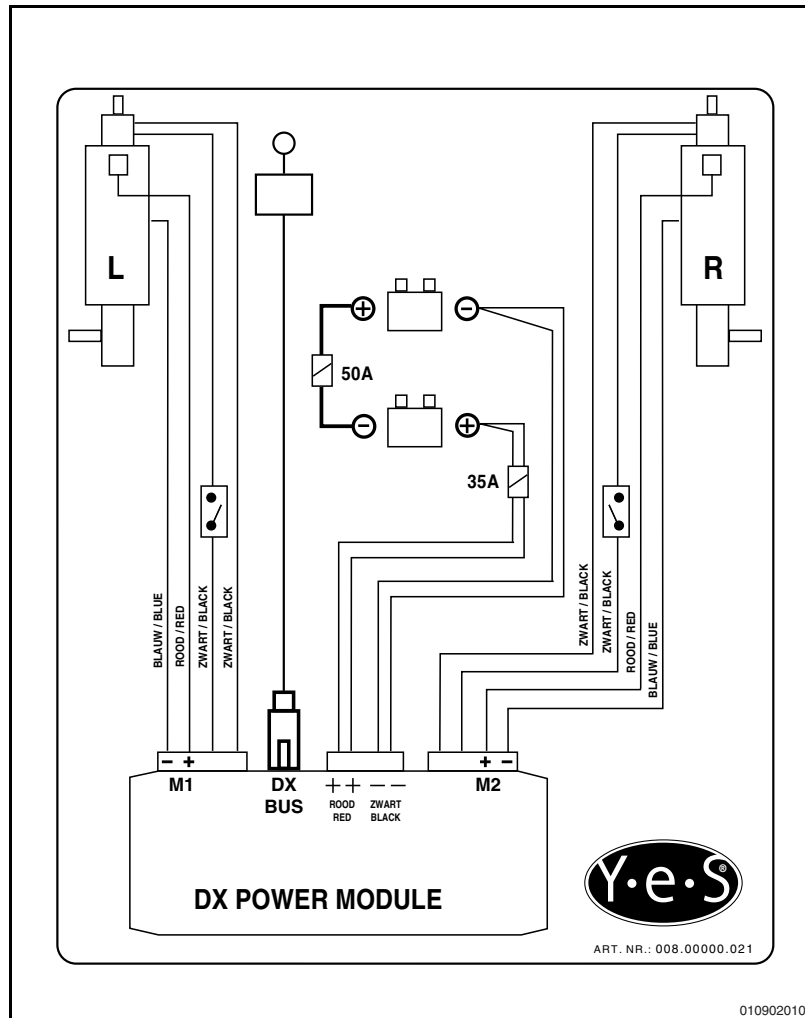 L
R
+
-
50A
-
+
35A
BLAUW / BLUE
ROOD / RED
ZWART / BLACK
ZWART / BLACK
ZWART / BLACK
ZWART / BLACK
ROOD / RED
BLAUW / BLUE
- +
M1
DX
BUS
+ + - -
ROOD
RED
ZWART
BLACK
+ -
M2
DX POWER MODULE
Y•e•S®
ART. NR.: 008.00000.021
010902010